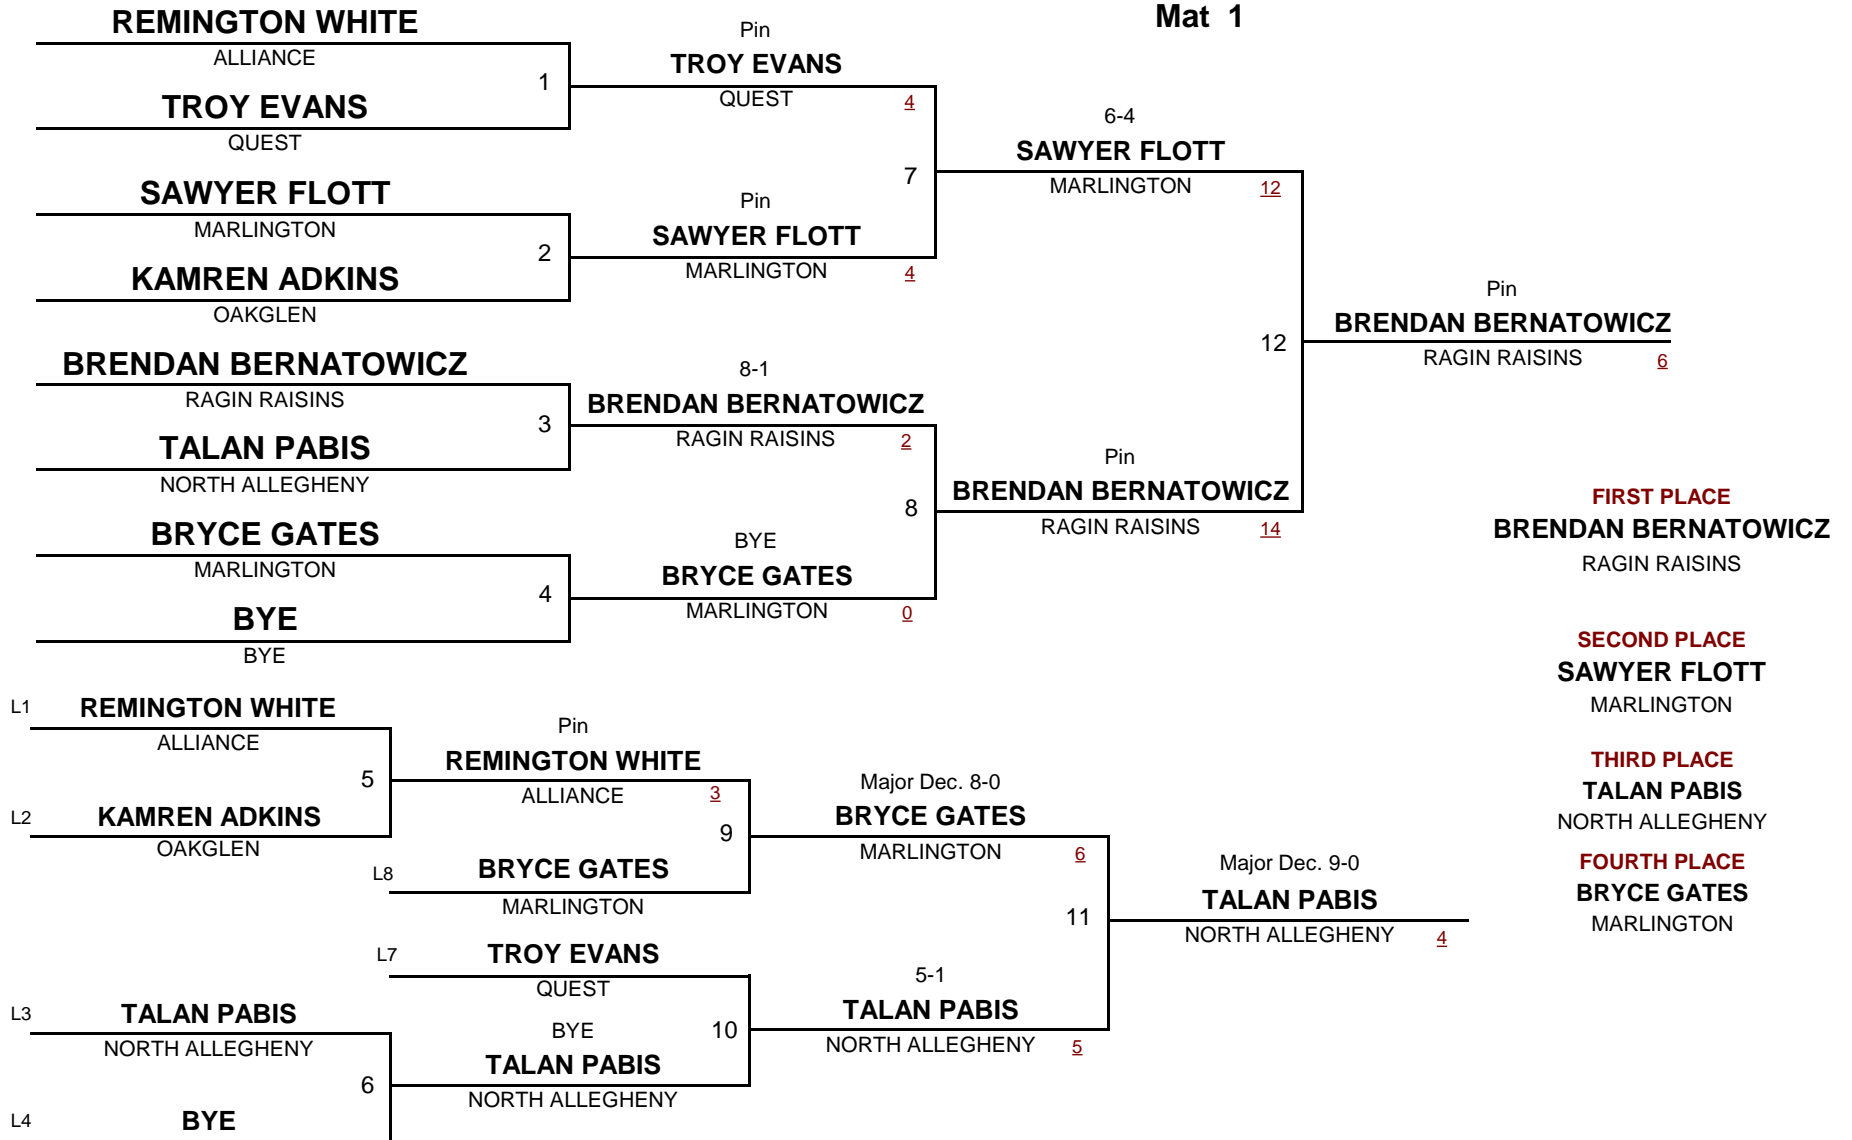 Mat 1
REMINGTON WHITE
ALLIANCE
1
TROY EVANS
QUEST
SAWYER FLOTT
MARLINGTON
2
KAMREN ADKINS
OAKGLEN
BRENDAN BERNATOWICZ
RAGIN RAISINS
3
TALAN PABIS
NORTH ALLEGHENY
BRYCE GATES
MARLINGTON
4
BYE
BYE
Pin
TROY EVANS
QUEST 4
7
Pin
SAWYER FLOTT
MARLINGTON 4
8-1
BRENDAN BERNATOWICZ
RAGIN RAISINS 2
8
BYE
BRYCE GATES
MARLINGTON 0
6-4
SAWYER FLOTT
MARLINGTON 12
12
Pin
BRENDAN BERNATOWICZ
RAGIN RAISINS 14
Pin
BRENDAN BERNATOWICZ
RAGIN RAISINS 6
FIRST PLACE
BRENDAN BERNATOWICZ
RAGIN RAISINS
SECOND PLACE
SAWYER FLOTT
MARLINGTON
THIRD PLACE
TALAN PABIS
NORTH ALLEGHENY
FOURTH PLACE
BRYCE GATES
MARLINGTON
L1 REMINGTON WHITE
ALLIANCE
5
L2 KAMREN ADKINS
OAKGLEN
L3 TALAN PABIS
NORTH ALLEGHENY
6
L4 BYE
Pin
REMINGTON WHITE
ALLIANCE 3
9
L8 BRYCE GATES
MARLINGTON
L7 TROY EVANS
QUEST
10
BYE
TALAN PABIS
NORTH ALLEGHENY
Major Dec. 8-0
BRYCE GATES
MARLINGTON 6
11
5-1
TALAN PABIS
NORTH ALLEGHENY 5
Major Dec. 9-0
TALAN PABIS
NORTH ALLEGHENY 4